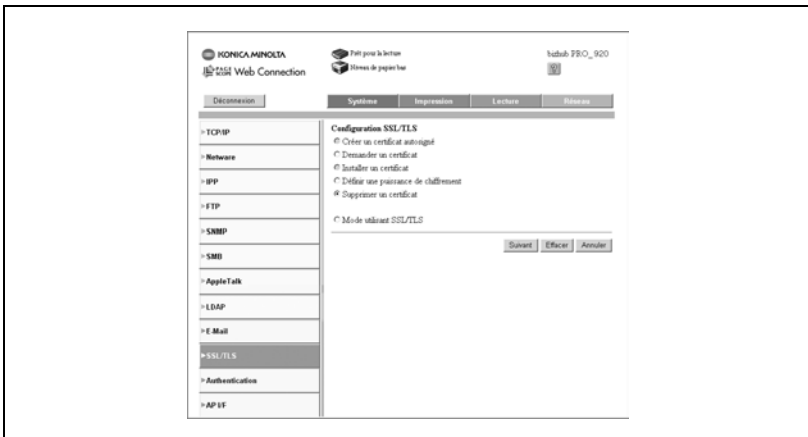 KONICA MINOLTA
PAGE SCOPE Web Connection
Prêt pour la lecture
Niveau de papier bas
bizhub PRO_920
?
Déconnexion
Système
Impression
Lecture
Réseau
TCP/IP
Netware
IPP
FTP
SNMP
SMB
AppleTalk
LDAP
E-Mail
SSL/TLS
Authentication
AP I/F
Configuration SSL/TLS
Créer un certificat autosigné
Demander un certificat
Installer un certificat
Définir une puissance de chiffrement
Supprimer un certificat
Mode utilisant SSL/TLS
Suivant
Effacer
Annuler